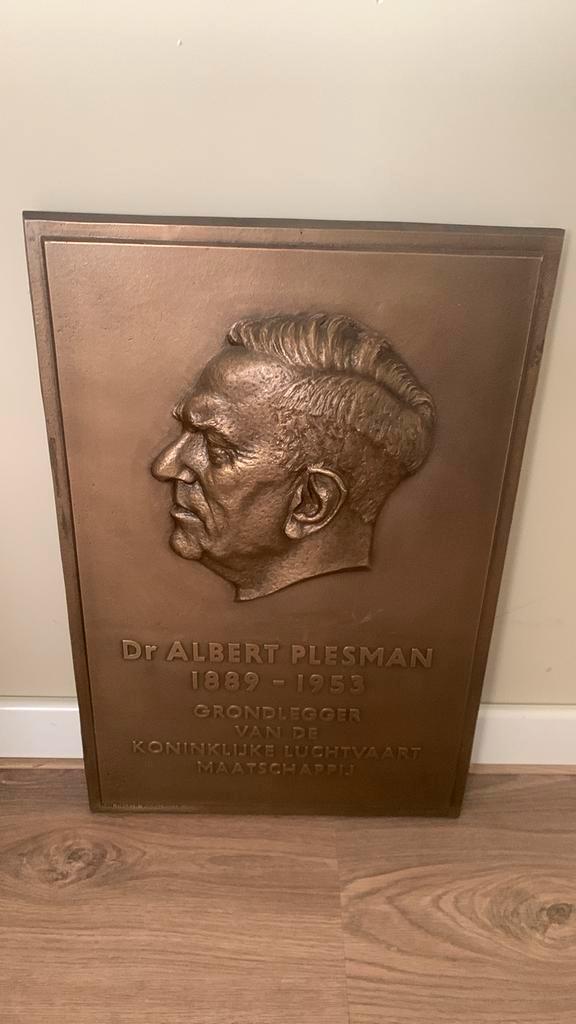 Dr ALBERT PLESMAN
1889 - 1953
GRONDLEGGER
VAN DE
KONINKLIJKE LUCHTVAART
MAATSCHAPPIJ